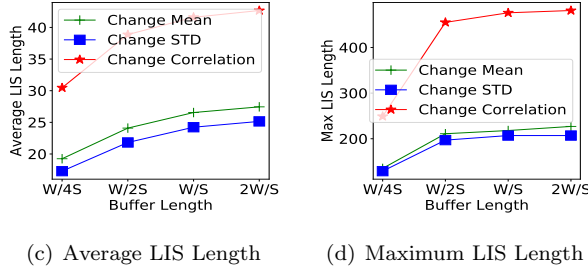 Average LIS Length
40
35
30
25
20
Change Mean
Change STD
Change Correlation
W/4S W/2S W/S 2W/S
Buffer Length
(c) Average LIS Length
Max LIS Length
400
300
200
Change Mean
Change STD
Change Correlation
W/4S W/2S W/S 2W/S
Buffer Length
(d) Maximum LIS Length